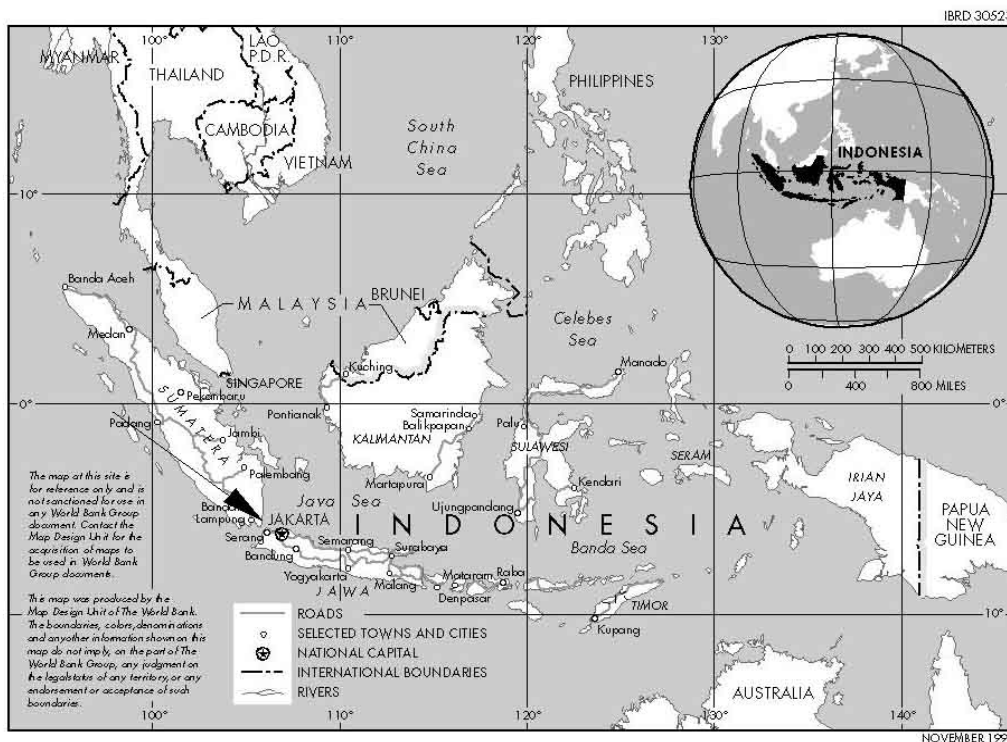 IBRD 3052
100°
110°
120°
MYANMAR
LAO
P.D.R.
THAILAND
PHILIPPINES
CAMBODIA
South
China
Sea
VIETNAM
INDONESIA
10°
Banda Aceh
MALAYSIA
BRUNEI
130°
Celebes
Sea
Medan
0 100 200 300 400 500 KILOMETERS
0 400 800 MILES
Manado
Kuching
SINGAPORE
Pekanbaru
0°
Pontianak
Samarinda
Balikpapan
140°
SUMATERA
Padang
Palu
KALIMANTAN
SULAWESI
Jambi
SERAM
Palembang
Martapura
Kendari
IRIAN
JAYA
The map at this site is
for reference only and is
not sanctioned for use in
any World Bank Group
document. Contact the
Map Design Unit for the
acquisition of maps to
be used in World Bank
Group documents.
Java Sea
Lampung
Ujungpandang
PAPUA
NEW
GUINEA
JAKARTA
INDONESIA
Serang
Semarang
Surabaya
Banda Sea
Bandung
Yogyakarta
Malang
Mataram
Raba
JAWA
Denpasar
TIMOR
Kupang
10°
This map was produced by the
Map Design Unit of The World Bank.
The boundaries, colors, denominations
and any other information shown on this
map do not imply, on the part of The
World Bank Group, any judgment on
the legal status of any territory, or any
endorsement or acceptance of such
boundaries.
ROADS
SELECTED TOWNS AND CITIES
NATIONAL CAPITAL
INTERNATIONAL BOUNDARIES
RIVERS
AUSTRALIA
100°
110°
120°
140°
NOVEMBER 199